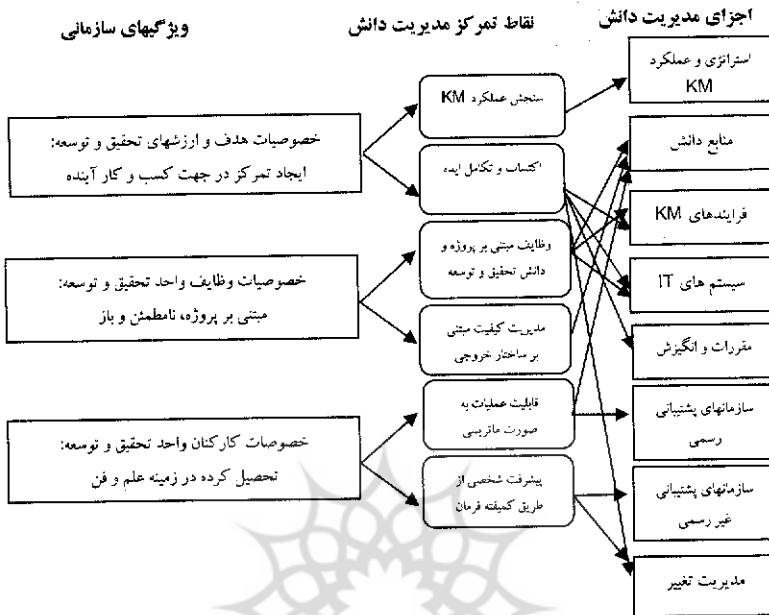 اجزای مدیریت دانش
نقاط تمرکز مدیریت دانش
ویژگیهای سازمانی
استراتژی و عملکرد
KM
منابع دانش
فرایندهای KM
سیستم های IT
مقررات و انگیزش
سازمانهای پشتیبانی
رسمی
سازمانهای پشتیبانی
غیر رسمی
مدیریت تغییر
سنجش عملکرد KM
اکتساب و تکامل ایده
وظایف مبتنی بر پروژه و
دانش تحقیق و توسعه
مدیریت کیفیت مبتنی
بر ساختار خروجی
قابلیت عملیات به
صورت ماتریسی
پیشرفت شخصی از
طریق کمیفته فرمان
خصوصیات هدف و ارزشهای تحقیق و توسعه:
ایجاد تمرکز در جهت کسب و کار آینده
خصوصیات وظایف واحد تحقیق و توسعه:
مبتنی بر پروژه، نامطمئن و باز
خصوصات کارکنان واحد تحقیق و توسعه:
تحصیل کرده در زمینه علم و فن